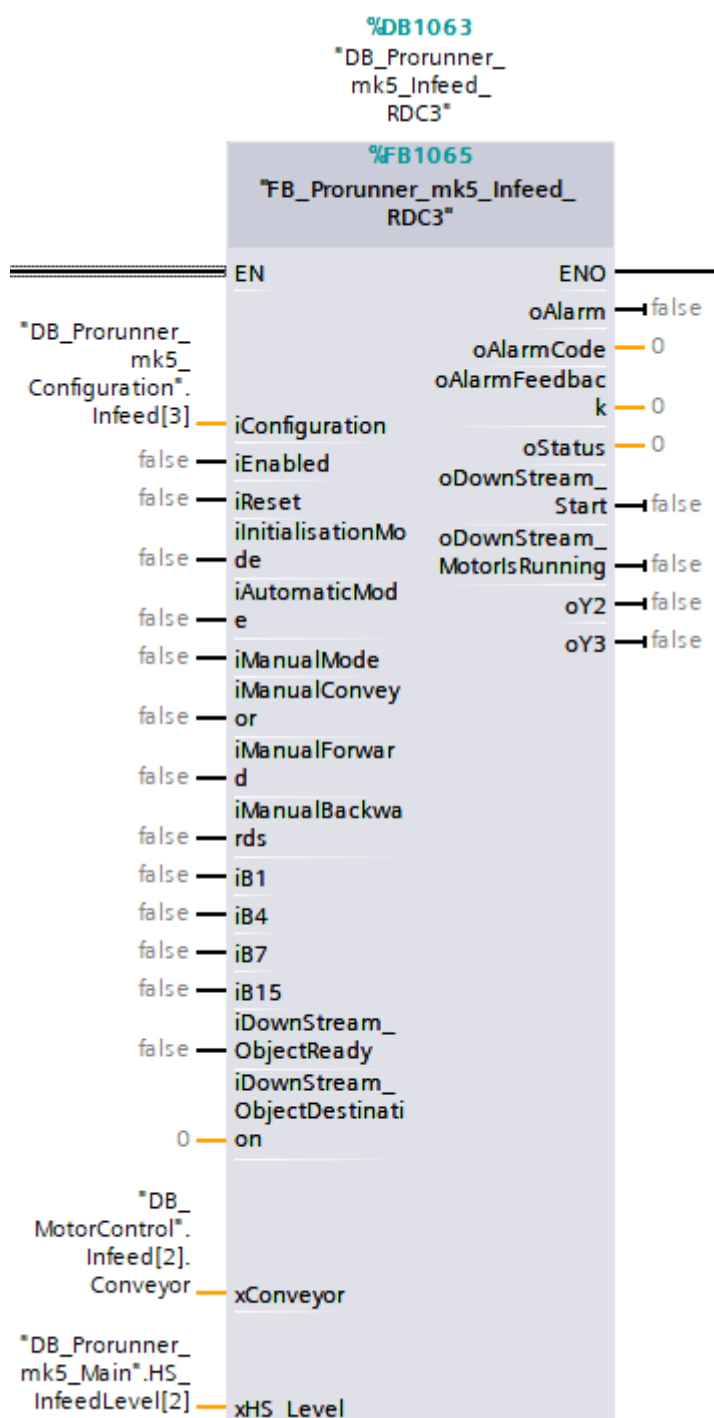 %DB1063
"DB_Prorunner_
mk5_Infeed_
RDC3"
%FB1065
"FB_Prorunner_mk5_Infeed_
RDC3"
EN
ENO
oAlarm
false
"DB_Prorunner_
mk5_
Configuration".
Infeed[3]
iConfiguration
oAlarmCode
0
oAlarmFeedbac
k
0
false
iEnabled
oStatus
0
false
iReset
oDownStream_
Start
false
false
iInitialisationMo
de
oDownStream_
MotorIsRunning
false
false
iAutomaticMod
e
oY2
false
false
iManualMode
oY3
false
false
iManualConvey
or
false
iManualForwar
d
false
iManualBackwa
rds
false
iB1
false
iB4
false
iB7
false
iB15
false
iDownStream_
ObjectReady
0
iDownStream_
ObjectDestinati
on
"DB_
MotorControl".
Infeed[2].
Conveyor
xConveyor
"DB_Prorunner_
mk5_Main".HS_
InfeedLevel[2]
xHS_Level